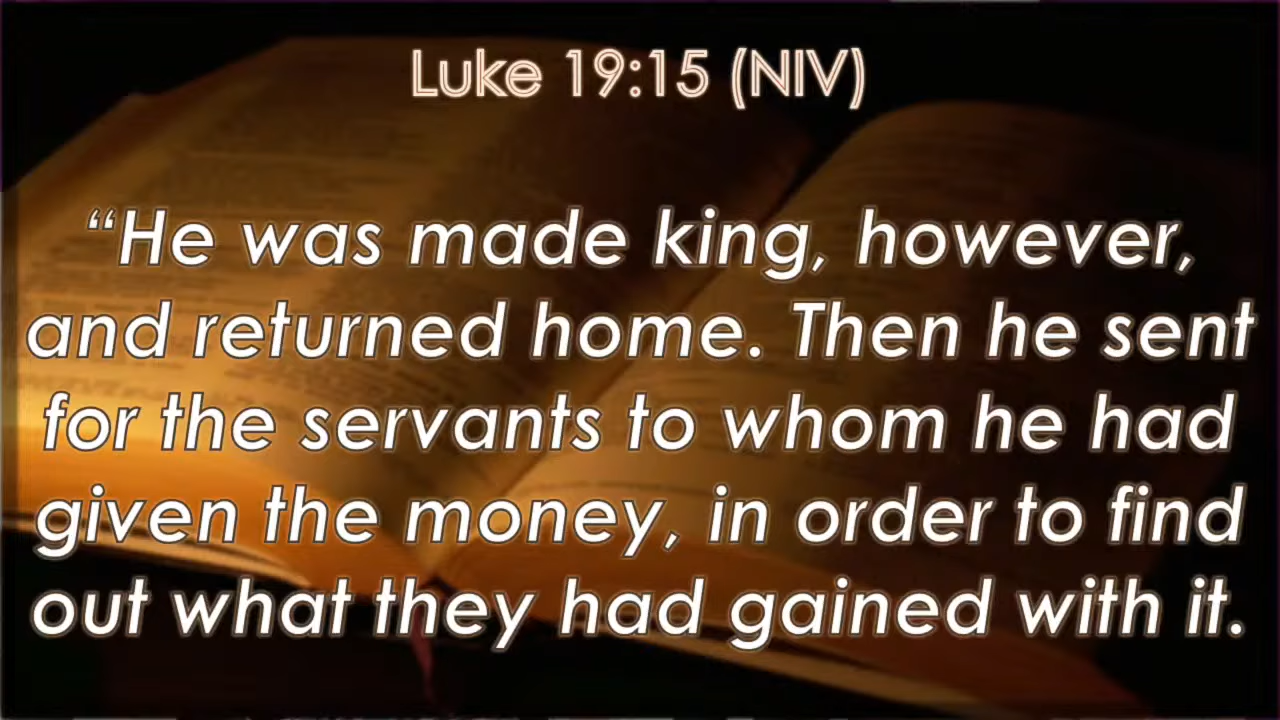 Luke 19:15 (NIV)
“He was made king, however,
and returned home. Then he sent
for the servants to whom he had
given the money, in order to find
out what they had gained with it.